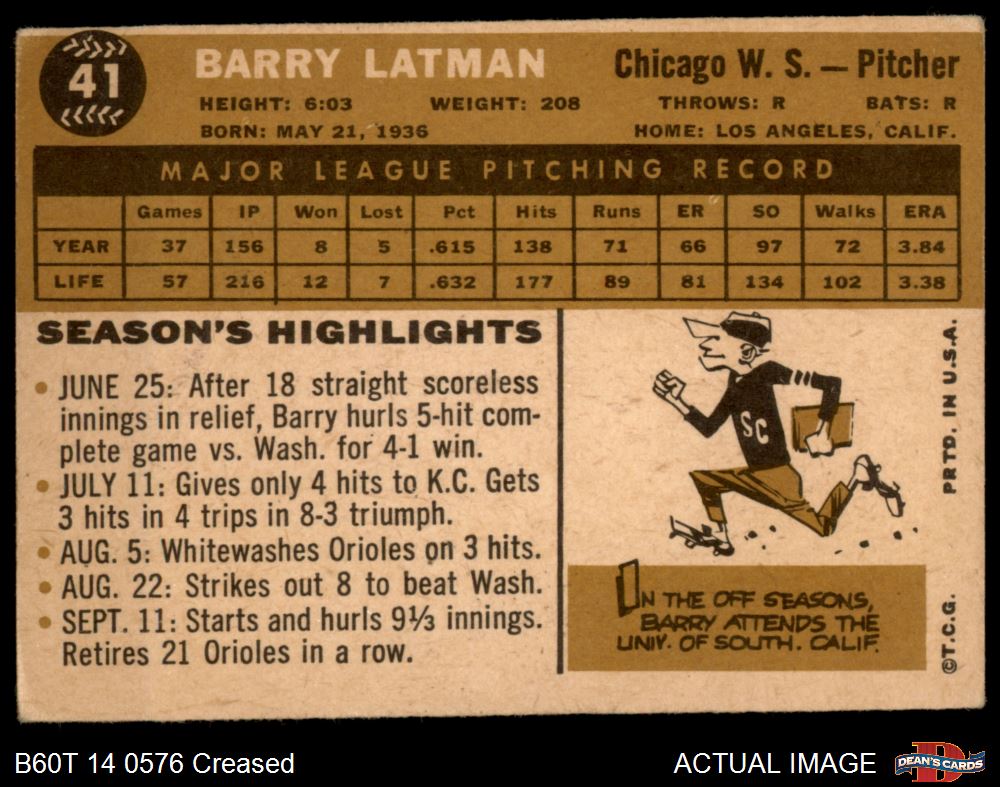 41
BARRY LATMAN
Chicago W. S. — Pitcher
HEIGHT: 6:03 WEIGHT: 208 THROWS: R BATS: R
BORN: MAY 21, 1936 HOME: LOS ANGELES, CALIF.
MAJOR LEAGUE PITCHING RECORD
Games IP Won Lost Pct Hits Runs ER SO Walks ERA
YEAR 37 156 8 5 .615 138 71 66 97 72 3.84
LIFE 57 216 12 7 .632 177 89 81 134 102 3.38
SEASON'S HIGHLIGHTS
• JUNE 25: After 18 straight scoreless
innings in relief, Barry hurls 5-hit com-
plete game vs. Wash. for 4-1 win.
• JULY 11: Gives only 4 hits to K.C. Gets
3 hits in 4 trips in 8-3 triumph.
• AUG. 5: Whitewashes Orioles on 3 hits.
• AUG. 22: Strikes out 8 to beat Wash.
• SEPT. 11: Starts and hurls 9⅓ innings.
Retires 21 Orioles in a row.
SC
IN THE OFF SEASONS,
BARRY ATTENDS THE
UNIV. OF SOUTH. CALIF.
PRTD. IN U.S.A.
©T.C.G.
B60T 14 0576 Creased
ACTUAL IMAGE
D
DEAN'S CARDS